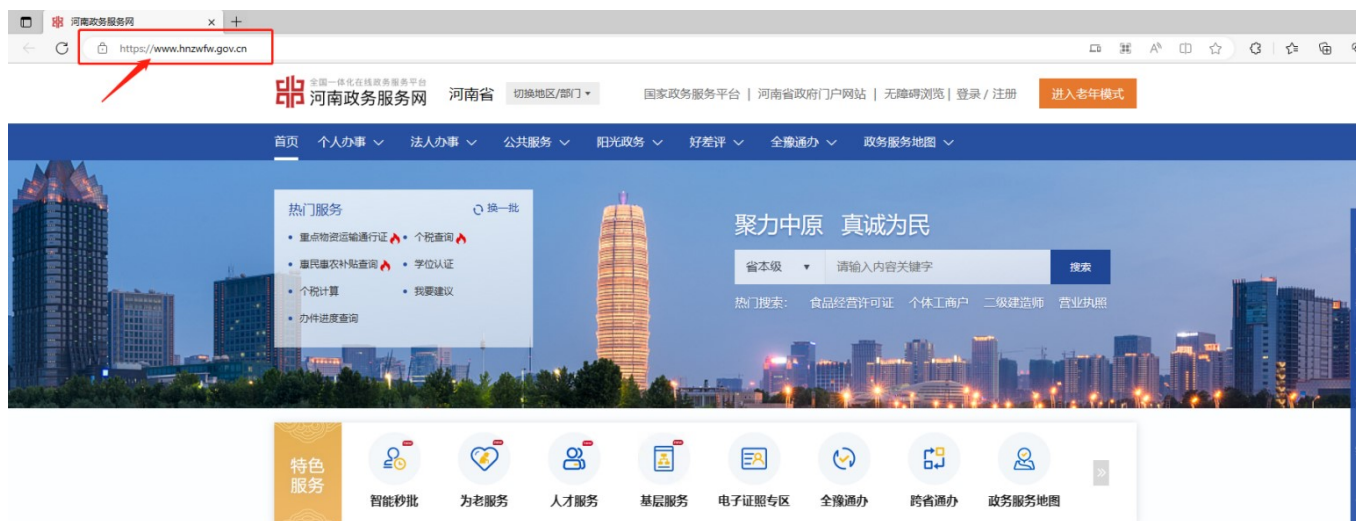 河南政务服务网
https://www.hnzwfw.gov.cn
全国一体化在线政务服务平台
河南政务服务网 河南省 切换地区/部门
国家政务服务平台 | 河南省政府门户网站 | 无障碍浏览 | 登录 / 注册 进入老年模式
首页 个人办事 法人办事 公共服务 阳光政务 好差评 全豫通办 政务服务地图
热门服务 换一批
重点物资运输通行证 个税查询
惠民惠农补贴查询 学位认证
个税计算 我要建议
办件进度查询
聚力中原 真诚为民
省本级 请输入内容关键字 搜索
热门搜索: 食品经营许可证 个体工商户 二级建造师 营业执照
特色
服务
智能秒批 为老服务 人才服务 基层服务 电子证照专区 全豫通办 跨省通办 政务服务地图